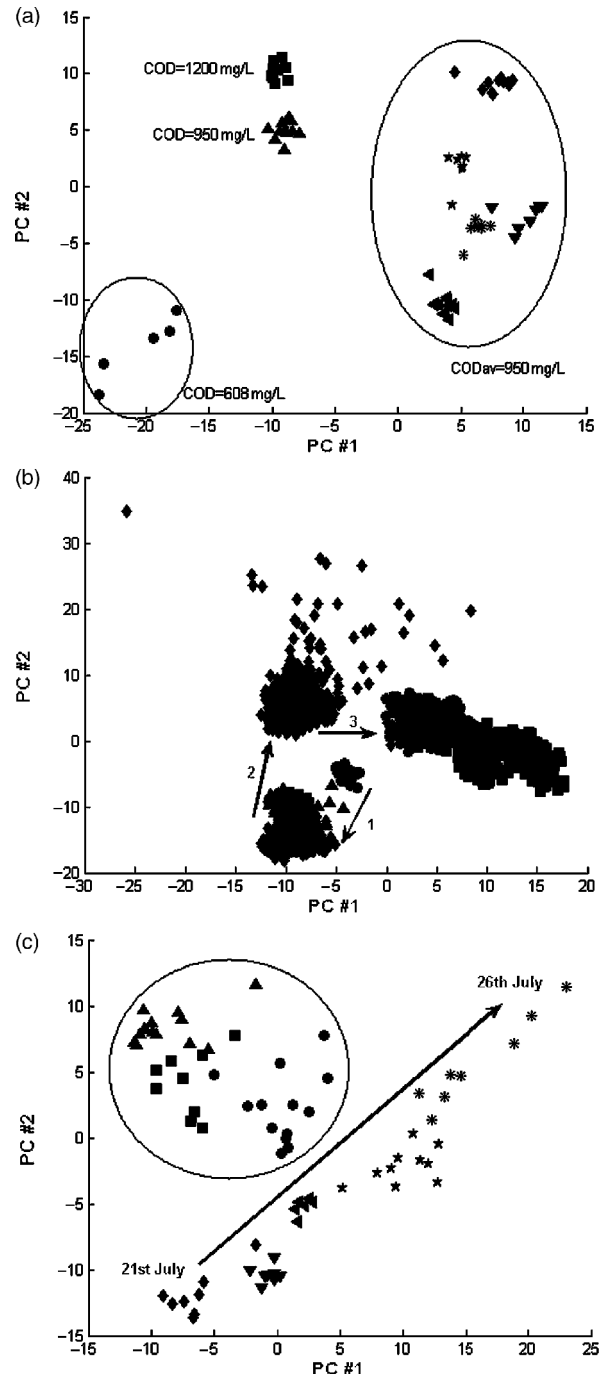 (a)
15
10
5
0
−5
−10
−15
−20
PC #2
COD=1200 mg/L
COD=950 mg/L
COD=608 mg/L
CODav=950 mg/L
−25 −20 −15 −10 −5 0 5 10 15
PC #1
(b)
40
30
20
10
0
−10
−20
PC #2
3
2
1
−30 −25 −20 −15 −10 −5 0 5 10 15 20
PC #1
(c)
15
10
5
0
−5
−10
−15
PC #2
26th July
21st July
−15 −10 −5 0 5 10 15 20 25
PC #1